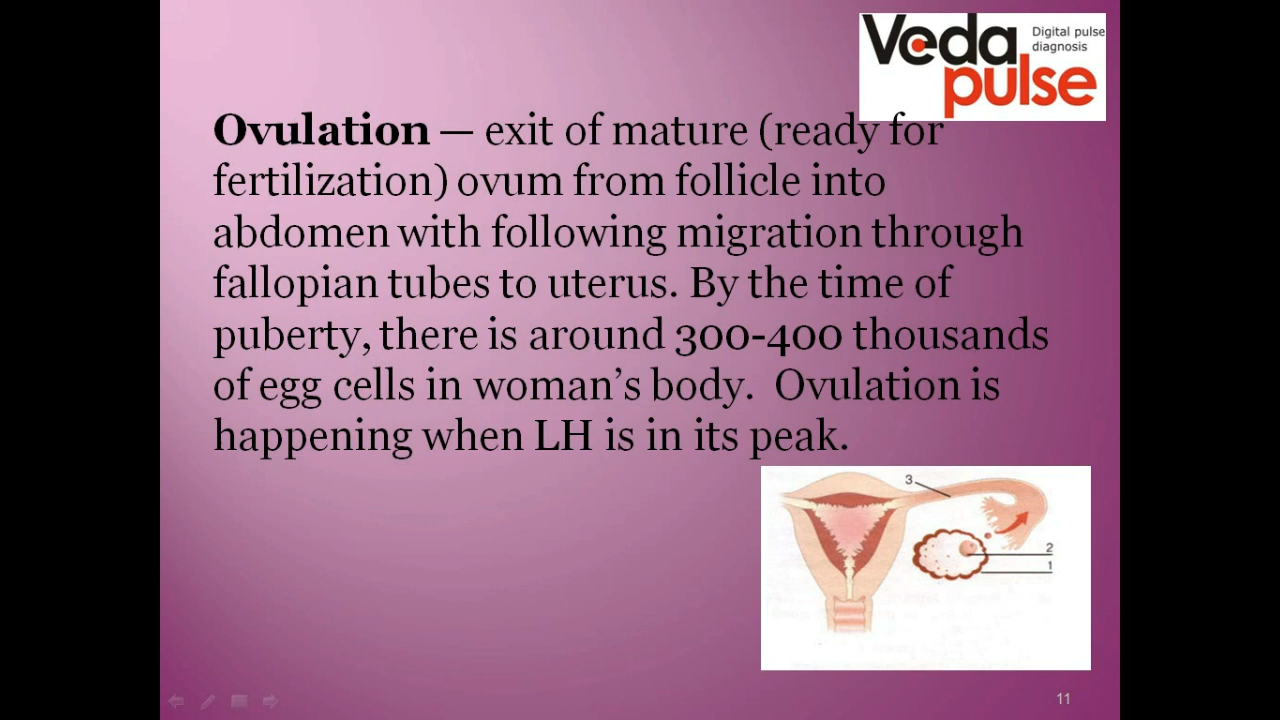 Veda
pulse
Digital pulse
diagnosis
Ovulation — exit of mature (ready for
fertilization) ovum from follicle into
abdomen with following migration through
fallopian tubes to uterus. By the time of
puberty, there is around 300-400 thousands
of egg cells in woman’s body.  Ovulation is
happening when LH is in its peak.
3
2
1
11